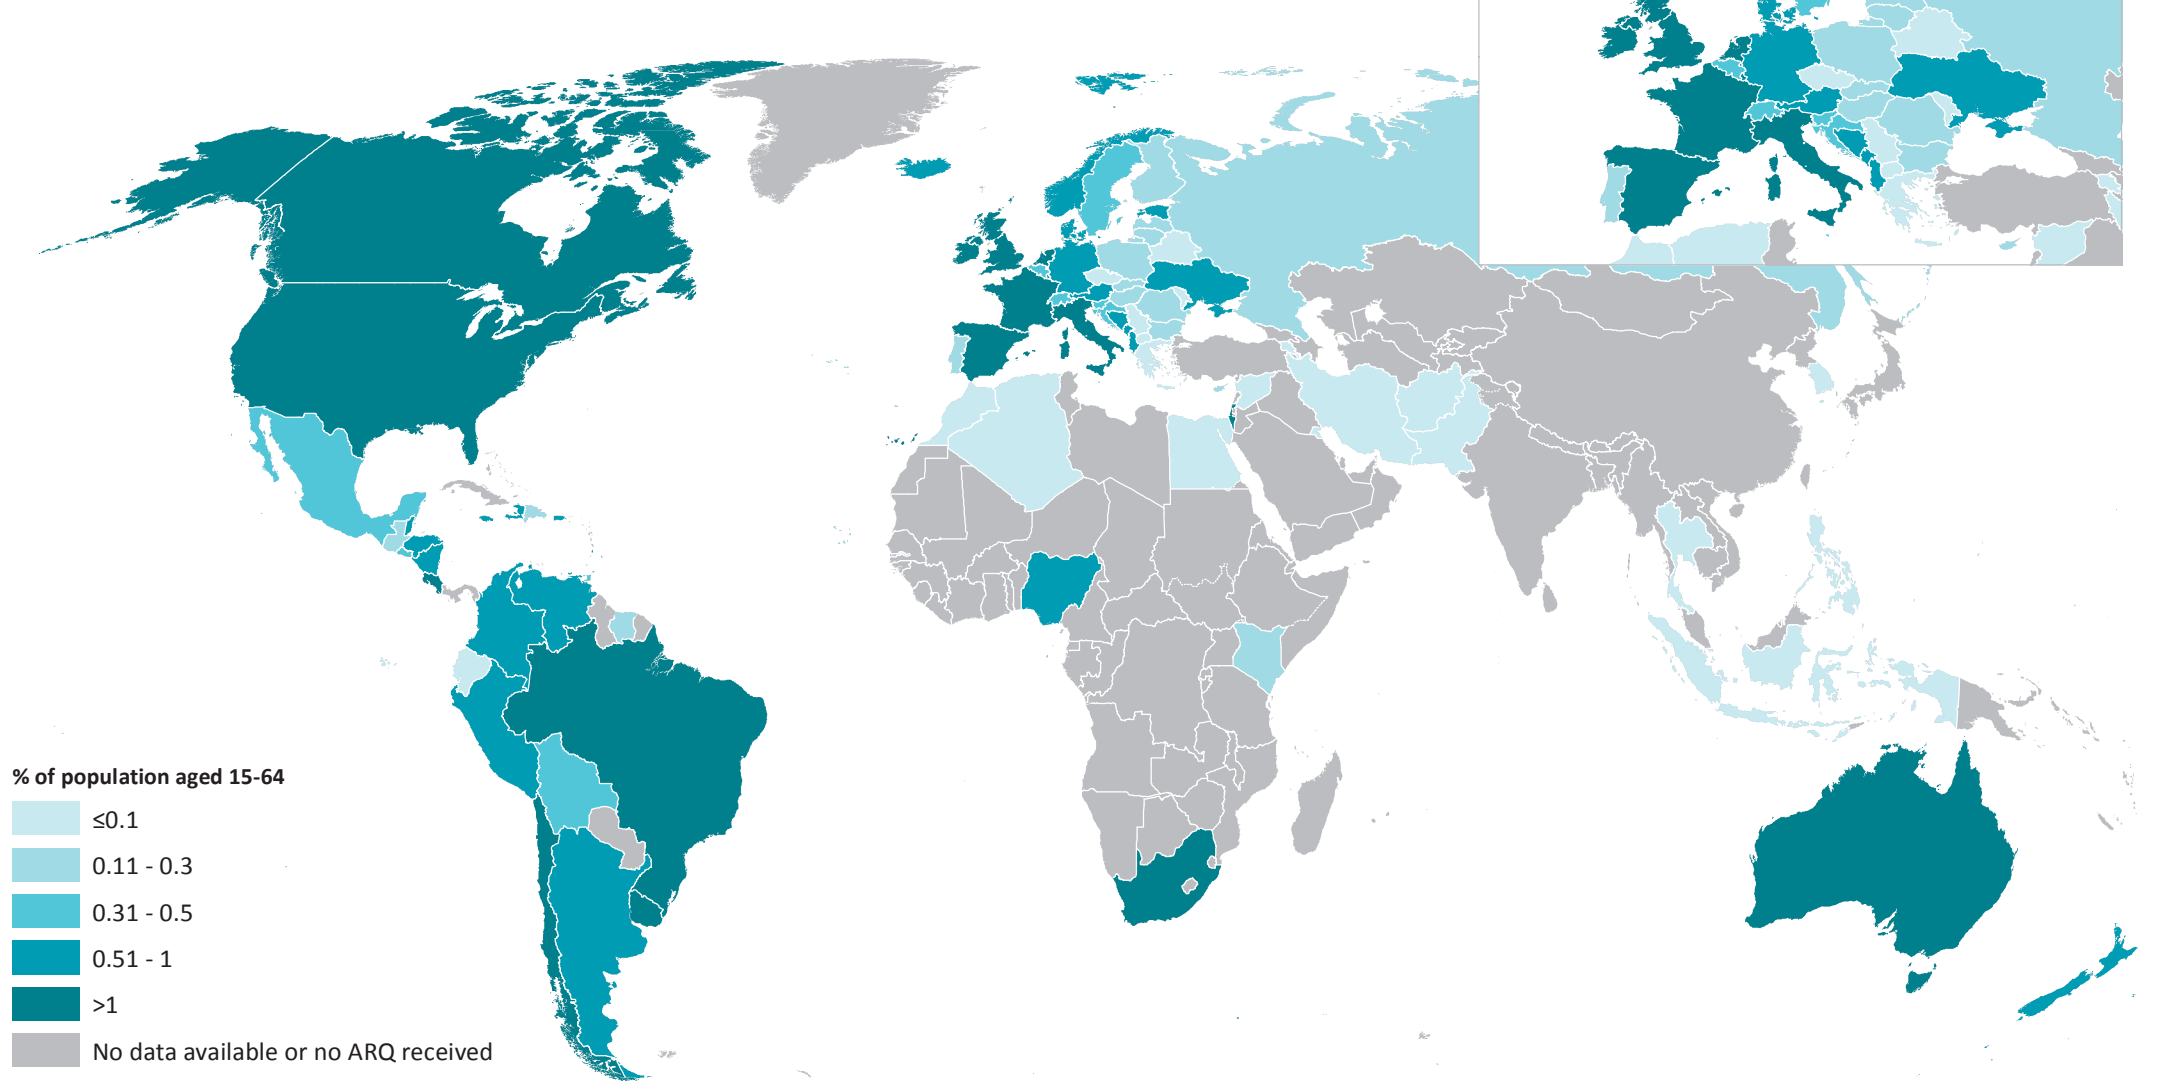 % of population aged 15-64
≤0.1
0.11 - 0.3
0.31 - 0.5
0.51 - 1
>1
No data available or no ARQ received